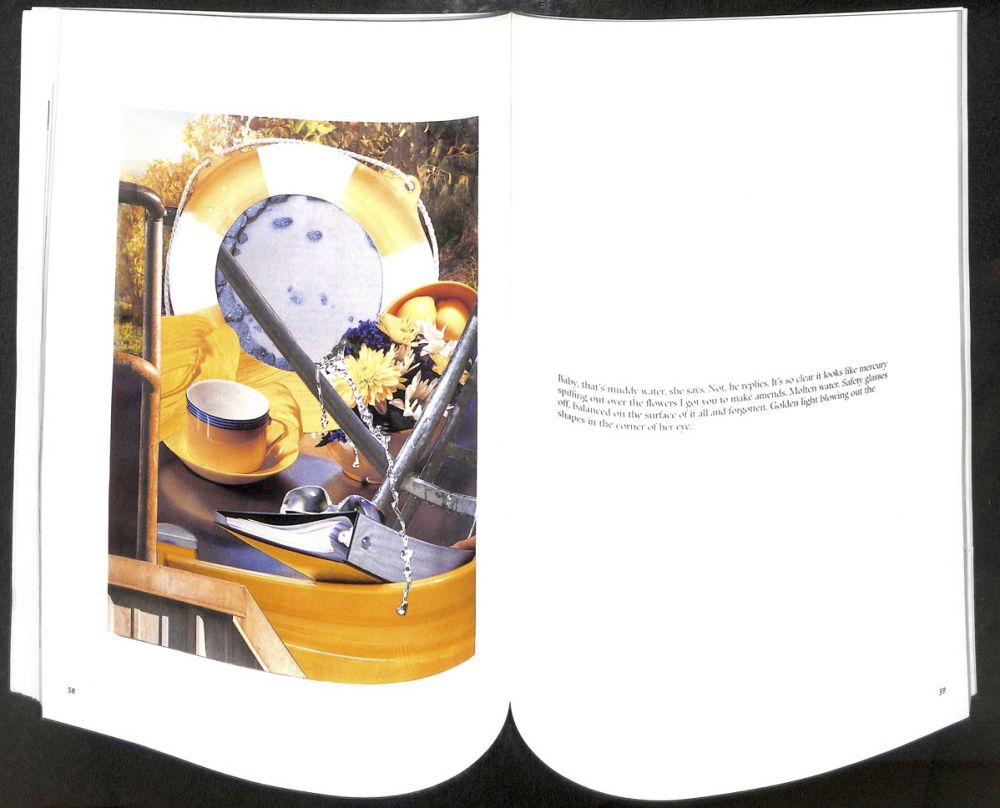 Baby, that's muddy water, she says. Not, he replies. It's so clear it looks like mercury
spilling out over the flowers I got you to make amends. Molten water. Safety glasses
off, balanced on the surface of it all and forgotten. Golden light blowing out the
shapes in the corner of her eye.
58
59